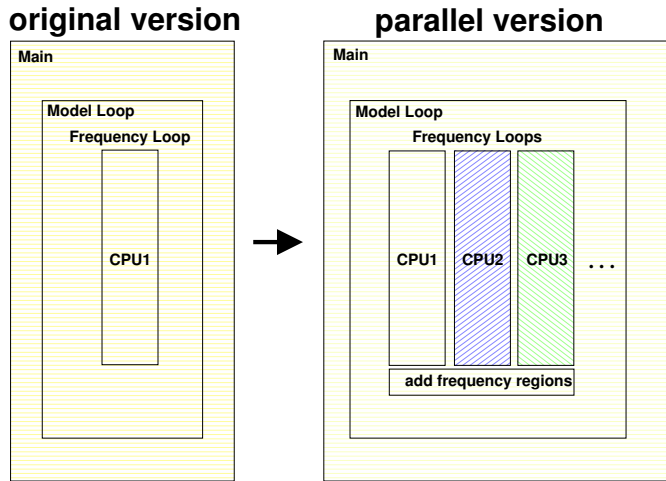 original version
Main
Model Loop
Frequency Loop
CPU1
parallel version
Main
Model Loop
Frequency Loops
CPU1 CPU2 CPU3 ...
add frequency regions